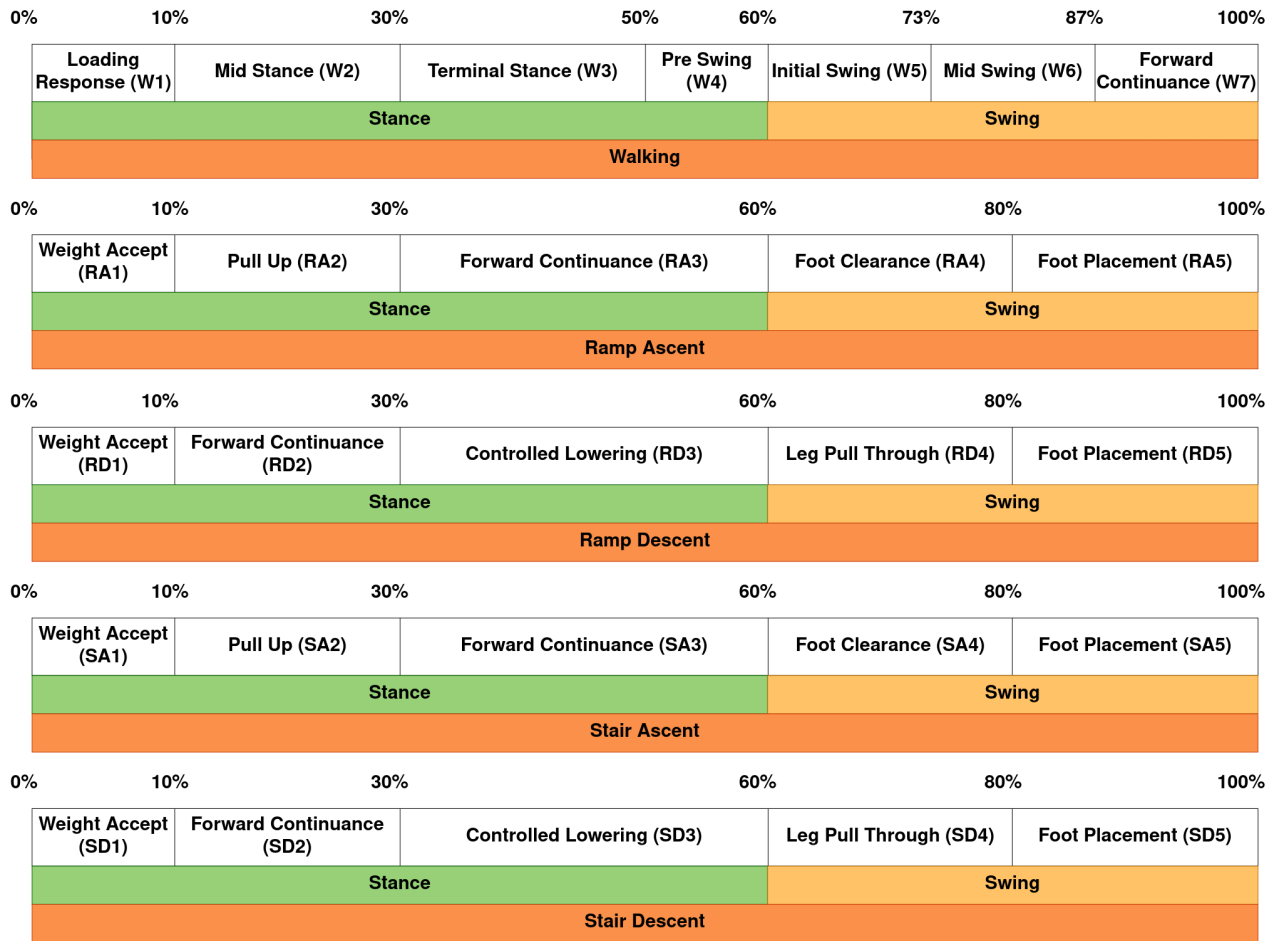 0% 10% 30% 50% 60% 73% 87% 100%
Loading
Response (W1)
Mid Stance (W2)
Terminal Stance (W3)
Pre Swing
(W4)
Initial Swing (W5)
Mid Swing (W6)
Forward
Continuance (W7)
Stance
Swing
Walking
0% 10% 30% 60% 80% 100%
Weight Accept
(RA1)
Pull Up (RA2)
Forward Continuance (RA3)
Foot Clearance (RA4)
Foot Placement (RA5)
Stance
Swing
Ramp Ascent
0% 10% 30% 60% 80% 100%
Weight Accept
(RD1)
Forward Continuance
(RD2)
Controlled Lowering (RD3)
Leg Pull Through (RD4)
Foot Placement (RD5)
Stance
Swing
Ramp Descent
0% 10% 30% 60% 80% 100%
Weight Accept
(SA1)
Pull Up (SA2)
Forward Continuance (SA3)
Foot Clearance (SA4)
Foot Placement (SA5)
Stance
Swing
Stair Ascent
0% 10% 30% 60% 80% 100%
Weight Accept
(SD1)
Forward Continuance
(SD2)
Controlled Lowering (SD3)
Leg Pull Through (SD4)
Foot Placement (SD5)
Stance
Swing
Stair Descent